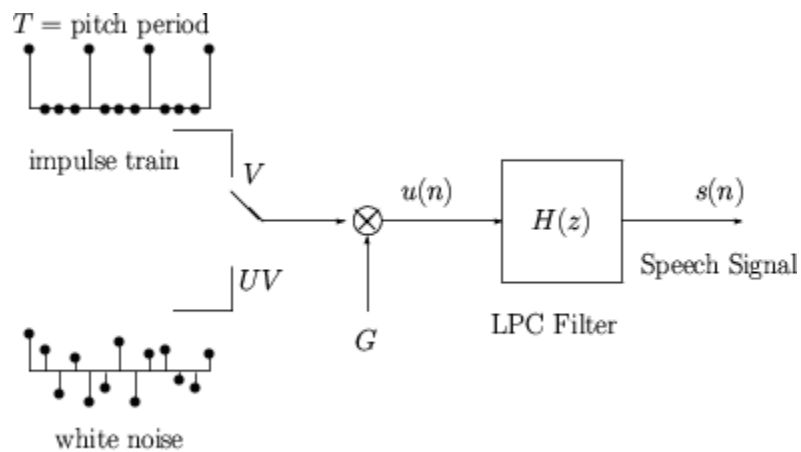 T = pitch period
impulse train
V
u(n)
s(n)
H(z)
UV
Speech Signal
G
LPC Filter
white noise